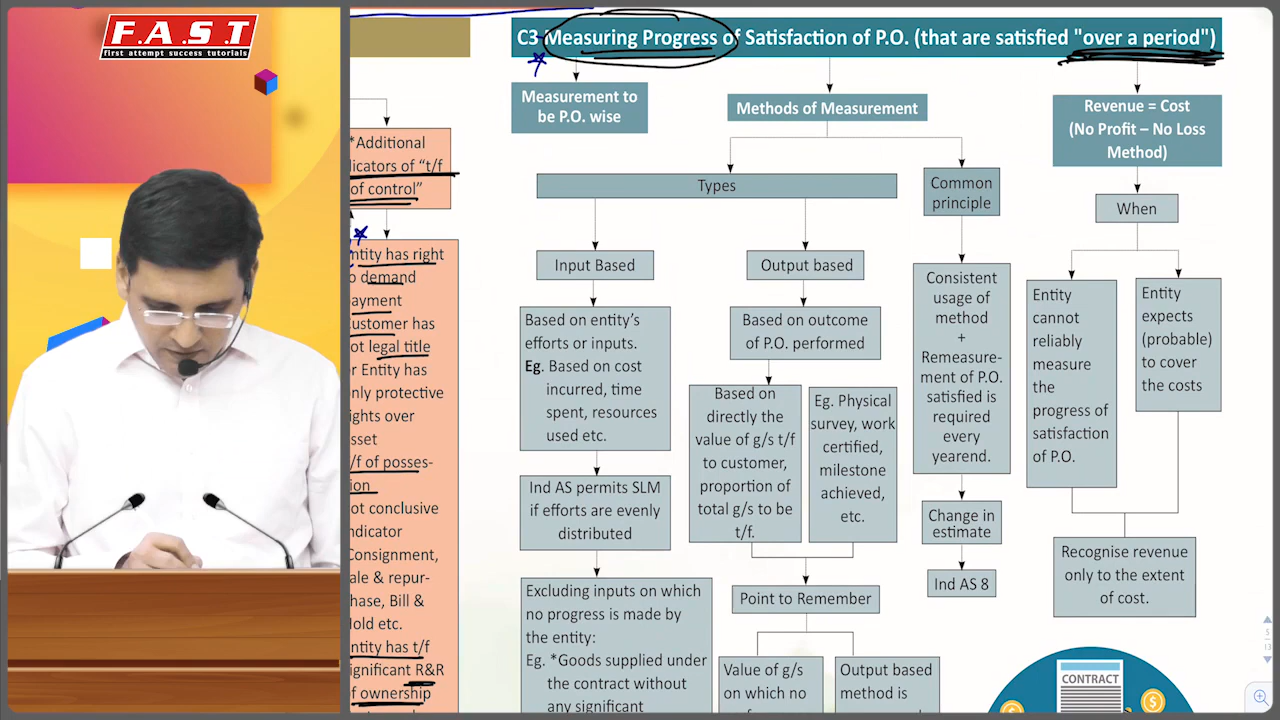 F.A.S.T
first attempt success tutorials
*Additional
dicators of “t/f
of control”
ntity has right
o demand
ayment
ustomer has
ot legal title
r Entity has
nly protective
ights over
sset
/f of posses-
ion
ot conclusive
ndicator
Consignment,
ale & repur-
hase, Bill &
old etc.
ntity has t/f
ignificant R&R
f ownership
C3 Measuring Progress of Satisfaction of P.O. (that are satisfied "over a period")
Measurement to
be P.O. wise
Methods of Measurement
Types
Input Based
Based on entity’s
efforts or inputs.
Eg. Based on cost
incurred, time
spent, resources
used etc.
Ind AS permits SLM
if efforts are evenly
distributed
Excluding inputs on which
no progress is made by
the entity:
Eg. *Goods supplied under
the contract without
any significant
Output based
Based on outcome
of P.O. performed
Based on
directly the
value of g/s t/f
to customer,
proportion of
total g/s to be
t/f.
Eg. Physical
survey, work
certified,
milestone
achieved,
etc.
Point to Remember
Value of g/s
on which no
Output based
method is
Common
principle
Consistent
usage of
method
+
Remeasure-
ment of P.O.
satisfied is
required
every
yearend.
Change in
estimate
Ind AS 8
Revenue = Cost
(No Profit – No Loss
Method)
When
Entity
cannot
reliably
measure
the
progress of
satisfaction
of P.O.
Entity
expects
(probable)
to cover
the costs
Recognise revenue
only to the extent
of cost.
CONTRACT